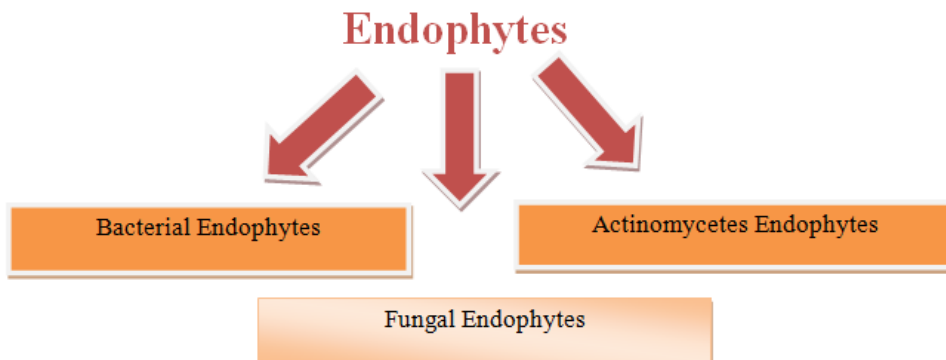 Endophytes
Bacterial Endophytes
Actinomycetes Endophytes
Fungal Endophytes